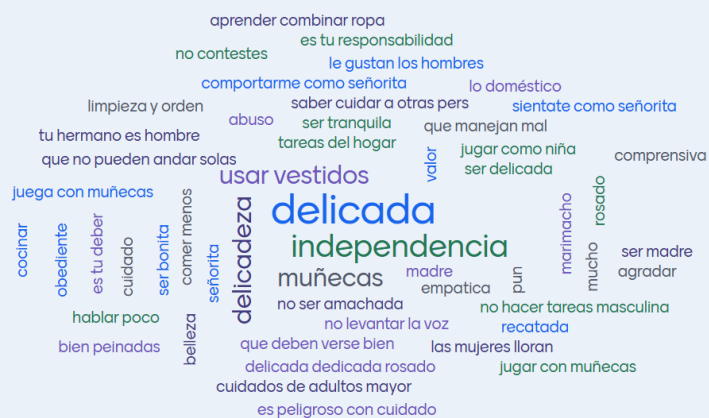 aprender combinar ropa
es tu responsabilidad
no contestes
le gustan los hombres
comportarme como señorita
lo doméstico
limpieza y orden
saber cuidar a otras pers
sientate como señorita
abuso
ser tranquila
que manejan mal
tu hermano es hombre
tareas del hogar
valor
jugar como niña
comprensiva
que no pueden andar solas
ser delicada
usar vestidos
rosado
juega con muñecas
delicada
marimacho
cocinar
obediente
es tu deber
cuidado
ser bonita
comer menos
señorita
delicadeza
independencia
mucho
ser madre
muñecas
madre
empatica
pun
agradar
no ser amachada
no hacer tareas masculina
hablar poco
belleza
no levantar la voz
recatada
bien peinadas
que deben verse bien
las mujeres lloran
delicada dedicada rosado
jugar con muñecas
cuidados de adultos mayor
es peligroso con cuidado